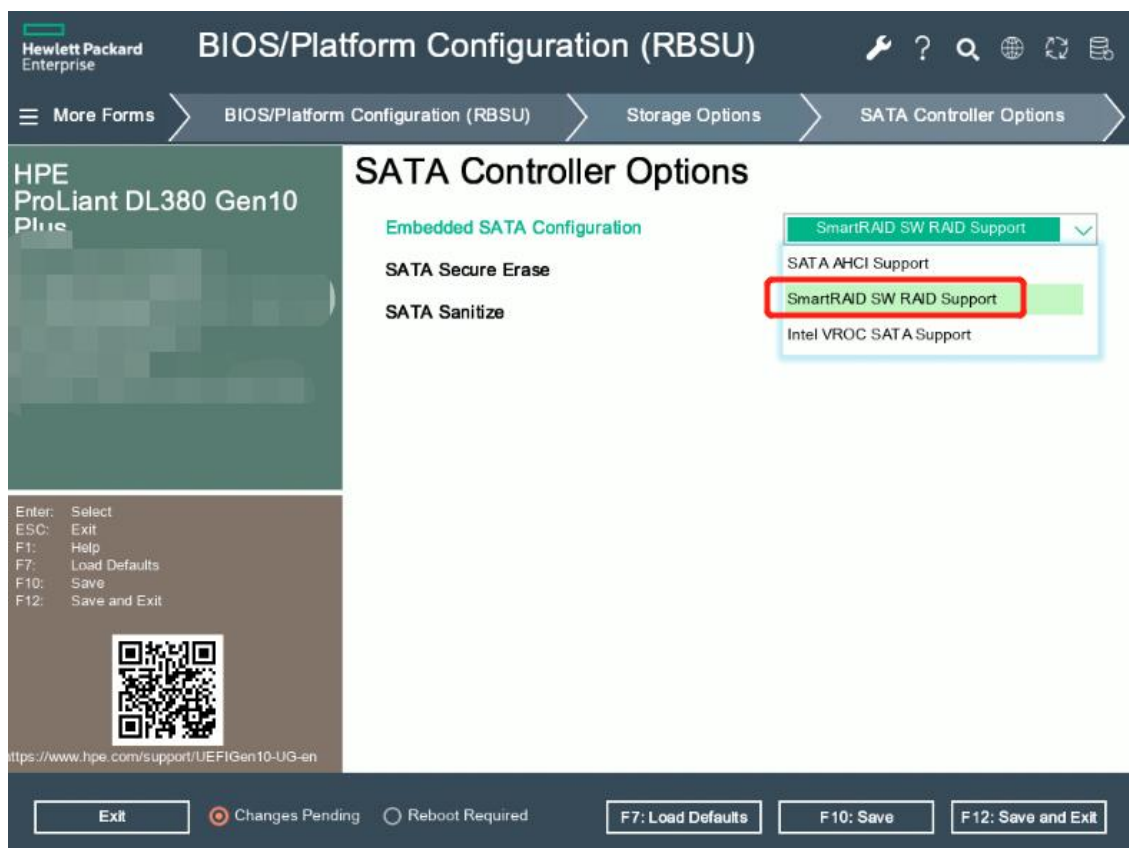 Hewlett Packard
Enterprise
BIOS/Platform Configuration (RBSU)
More Forms
BIOS/Platform Configuration (RBSU)
Storage Options
SATA Controller Options
HPE
ProLiant DL380 Gen10
Plus
SATA Controller Options
Embedded SATA Configuration
SmartRAID SW RAID Support
SATA Secure Erase
SATA AHCI Support
SATA Sanitize
SmartRAID SW RAID Support
Intel VROC SATA Support
Enter: Select
ESC: Exit
F1: Help
F7: Load Defaults
F10: Save
F12: Save and Exit
https://www.hpe.com/support/UEFIGen10-UG-en
Exit
Changes Pending
Reboot Required
F7: Load Defaults
F10: Save
F12: Save and Exit